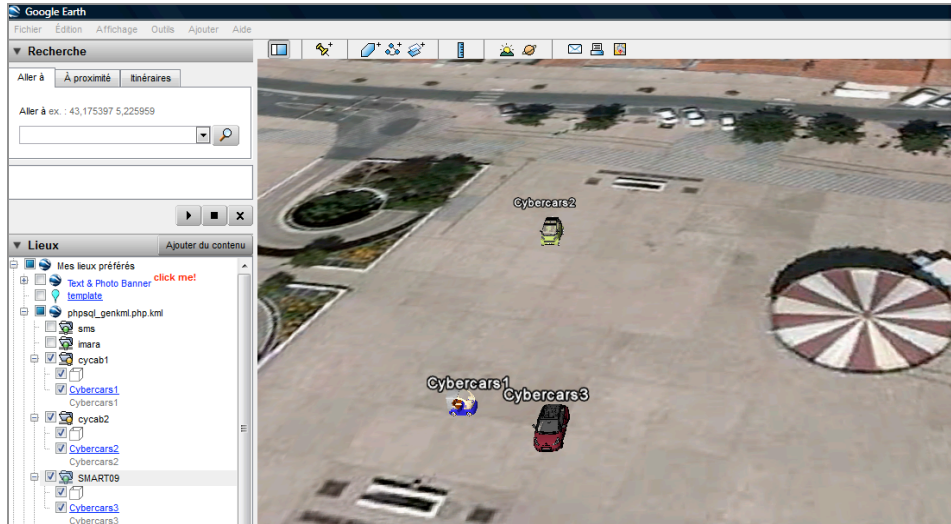 Google Earth
Fichier Édition Affichage Outils Ajouter Aide
Recherche
Aller à À proximité Itinéraires
Aller à ex. : 43,175397 5,225959
Lieux Ajouter du contenu
Mes lieux préférés
Text & Photo Banner click me!
template
phpsql_genkml.php.kml
sms
imara
cycab1
Cybercars1
Cybercars1
cycab2
Cybercars2
Cybercars2
SMART09
Cybercars3
Cybercars3
Cybercars2
Cybercars1
Cybercars3